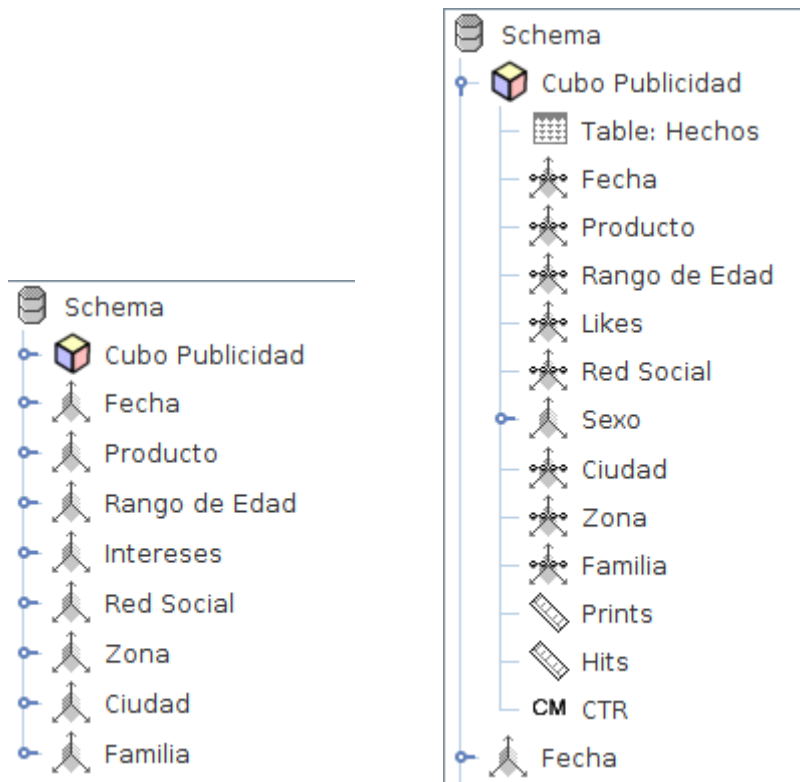 Schema
Cubo Publicidad
Fecha
Producto
Rango de Edad
Intereses
Red Social
Zona
Ciudad
Familia
Schema
Cubo Publicidad
Table: Hechos
Fecha
Producto
Rango de Edad
Likes
Red Social
Sexo
Ciudad
Zona
Familia
Prints
Hits
CM CTR
Fecha